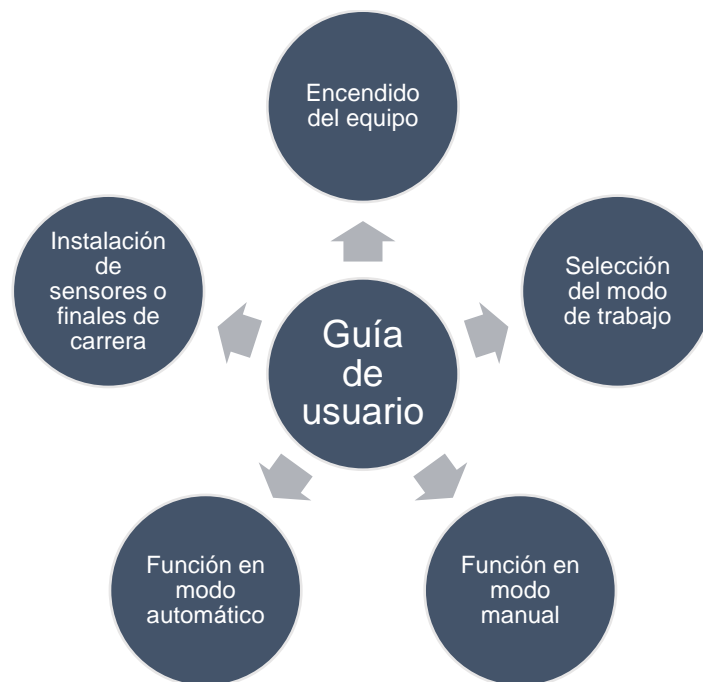 Encendido
del equipo
Instalación
de
sensores o
finales de
carrera
Selección
del modo
de trabajo
Guía
de
usuario
Función en
modo
automático
Función en
modo
manual